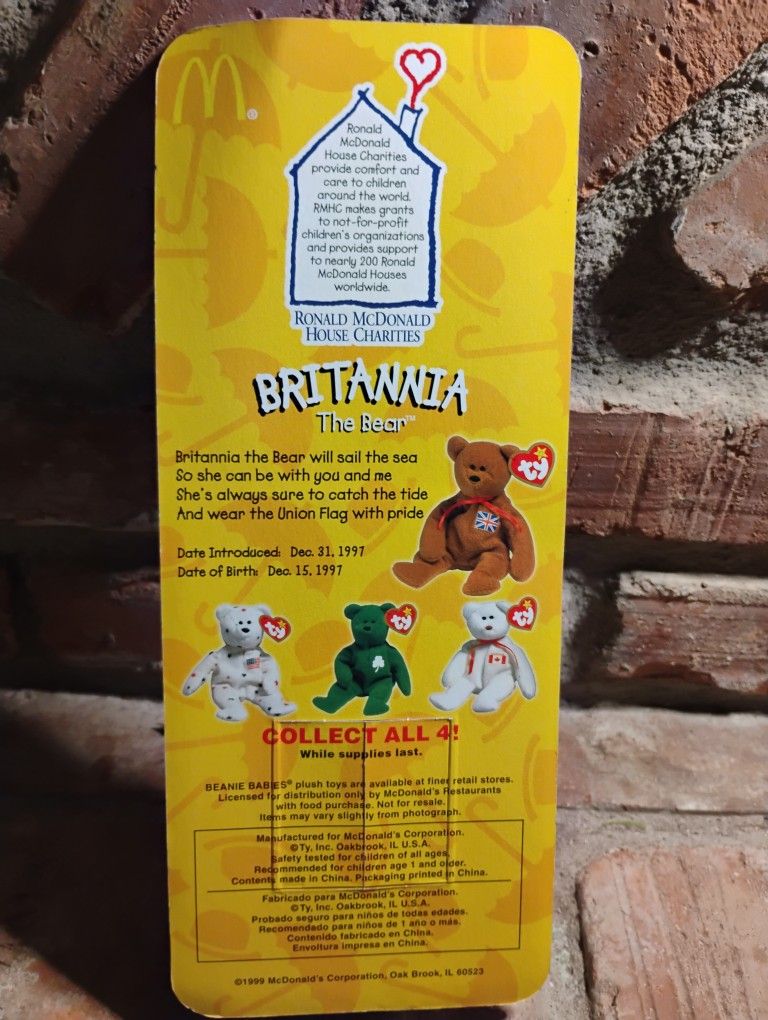 M®
Ronald
McDonald
House Charities
provide comfort and
care to children
around the world.
RMHC makes grants
to not-for-profit
children's organizations
and provides support
to nearly 200 Ronald
McDonald Houses
worldwide.
RONALD MCDONALD
HOUSE CHARITIES
BRITANNIA
The Bear™
Britannia the Bear will sail the sea
So she can be with you and me
She's always sure to catch the tide
And wear the Union Flag with pride
ty
Date Introduced: Dec. 31, 1997
Date of Birth: Dec. 15, 1997
ty
ty
ty
COLLECT ALL 4!
While supplies last.
BEANIE BABIES® plush toys are available at finer retail stores.
Licensed for distribution only by McDonald's Restaurants
with food purchase. Not for resale.
Items may vary slightly from photograph.
Manufactured for McDonald's Corporation.
©Ty, Inc. Oakbrook, IL U.S.A.
Safety tested for children of all ages.
Recommended for children age 1 and older.
Contents made in China. Packaging printed in China.
Fabricado para McDonald's Corporation.
©Ty, Inc. Oakbrook, IL U.S.A.
Probado seguro para niños de todas edades.
Recomendado para niños de 1 año o más.
Contenido fabricado en China.
Envoltura impresa en China.
©1999 McDonald's Corporation, Oak Brook, IL 60523